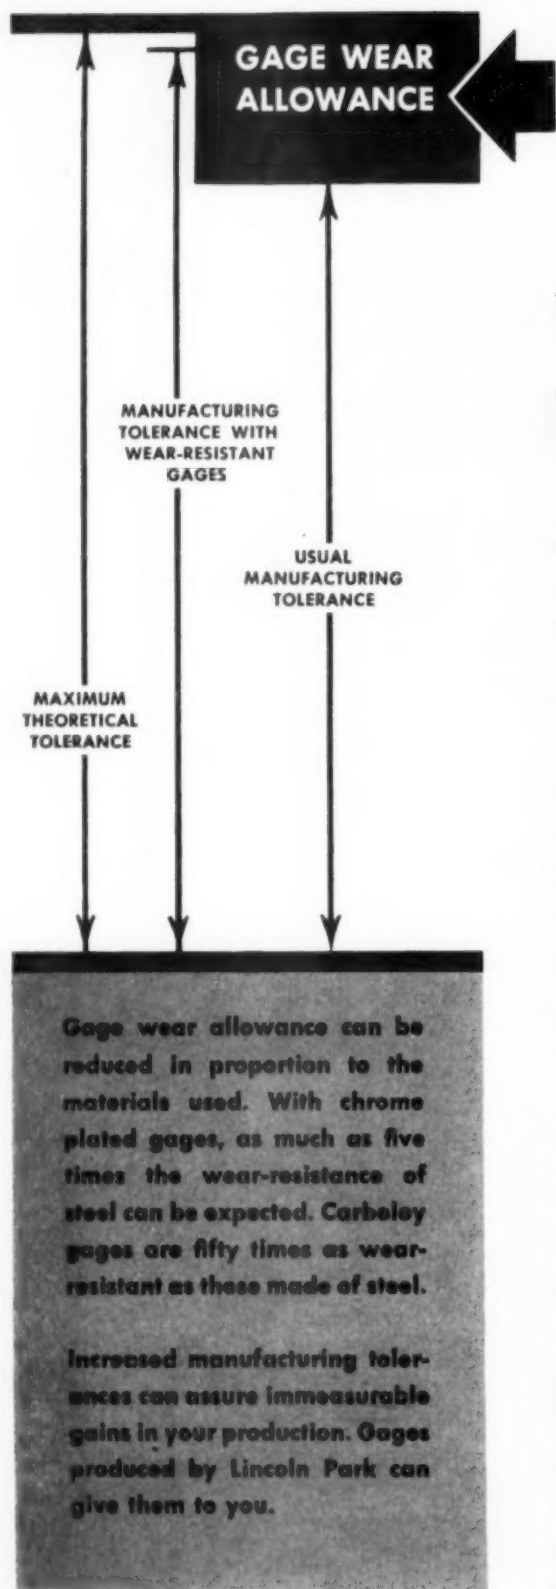 GAGE WEAR
ALLOWANCE
MANUFACTURING
TOLERANCE WITH
WEAR-RESISTANT
GAGES
USUAL
MANUFACTURING
TOLERANCE
MAXIMUM
THEORETICAL
TOLERANCE
Gage wear allowance can be
reduced in proportion to the
materials used. With chrome
plated gages, as much as five
times the wear-resistance of
steel can be expected. Carboloy
gages are fifty times as wear-
resistant as those made of steel.
Increased manufacturing toler-
ances can assure immeasurable
gains in your production. Gages
produced by Lincoln Park can
give them to you.